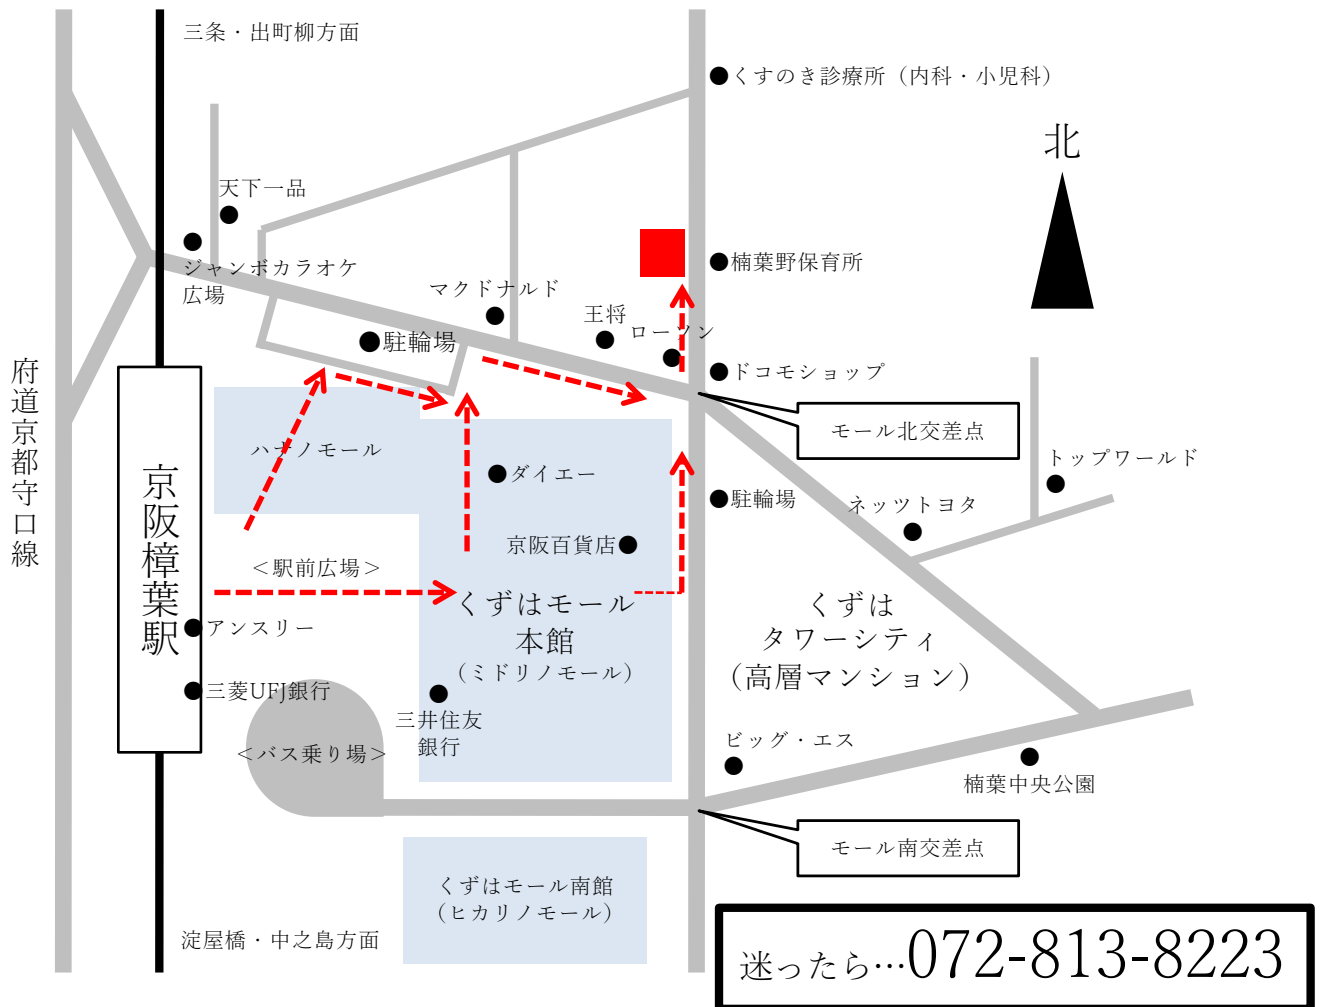 三条・出町柳方面
くすのき診療所（内科・小児科）
北
天下一品
ジャンボカラオケ
広場
楠葉野保育所
マクドナルド
王将
ローソン
駐輪場
ドコモショップ
府道京都守口線
モール北交差点
ハナノモール
トップワールド
京阪樟葉駅
ダイエー
駐輪場
ネッツトヨタ
京阪百貨店
＜駅前広場＞
くずはモール
本館
（ミドリノモール）
くずは
タワーシティ
（高層マンション）
アンスリー
三菱UFJ銀行
三井住友
銀行
＜バス乗り場＞
ビッグ・エス
楠葉中央公園
モール南交差点
くずはモール南館
（ヒカリノモール）
淀屋橋・中之島方面
迷ったら…072-813-8223